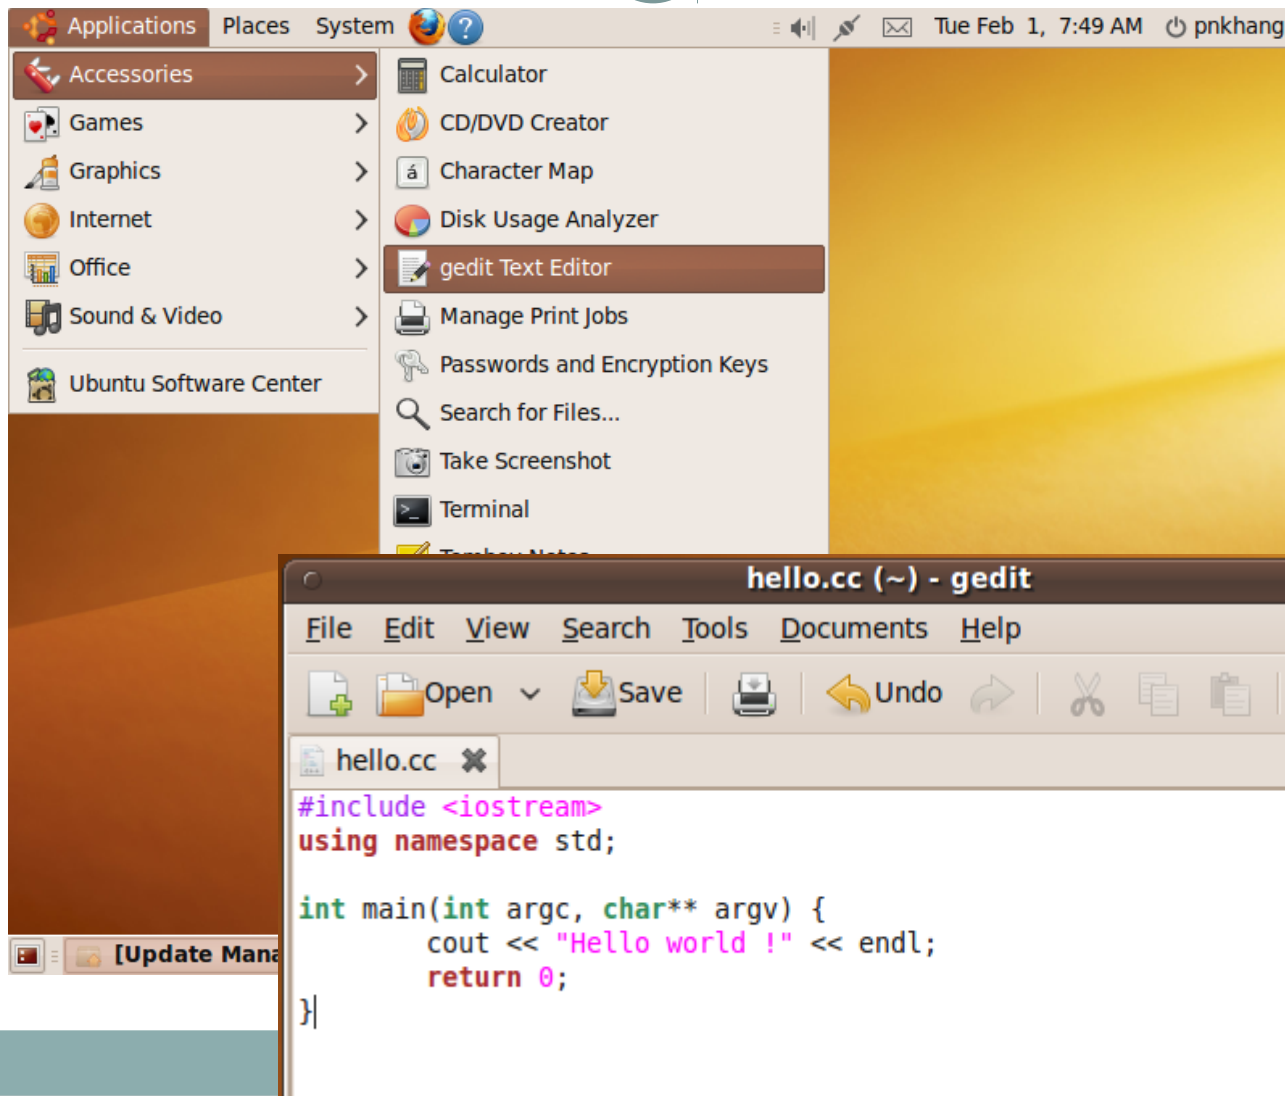 Applications Places System Tue Feb 1, 7:49 AM pnkhang
Accessories
Games
Graphics
Internet
Office
Sound & Video
Ubuntu Software Center
Calculator
CD/DVD Creator
á Character Map
Disk Usage Analyzer
gedit Text Editor
Manage Print Jobs
Passwords and Encryption Keys
Search for Files...
Take Screenshot
Terminal
Tomboy Notes
[Update Mana
hello.cc (~) - gedit
File Edit View Search Tools Documents Help
Open Save Undo
hello.cc
#include <iostream>
using namespace std;
int main(int argc, char** argv) {
cout << "Hello world !" << endl;
return 0;
}